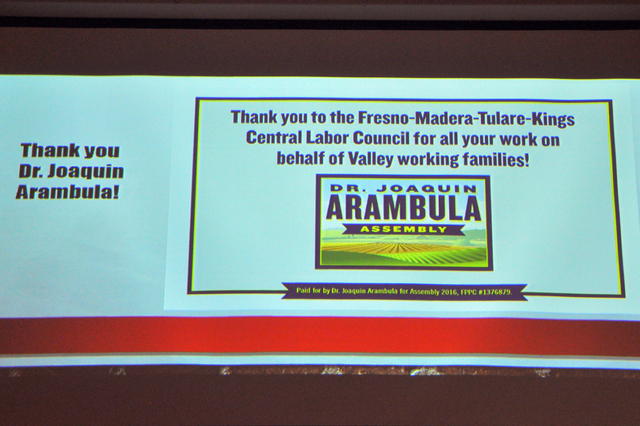 Thank you
Dr. Joaquin
Arambula!
Thank you to the Fresno-Madera-Tulare-Kings
Central Labor Council for all your work on
behalf of Valley working families!
DR. JOAQUIN
ARAMBULA
ASSEMBLY
Paid for by Dr. Joaquin Arambula for Assembly 2016, FPPC #1376879.